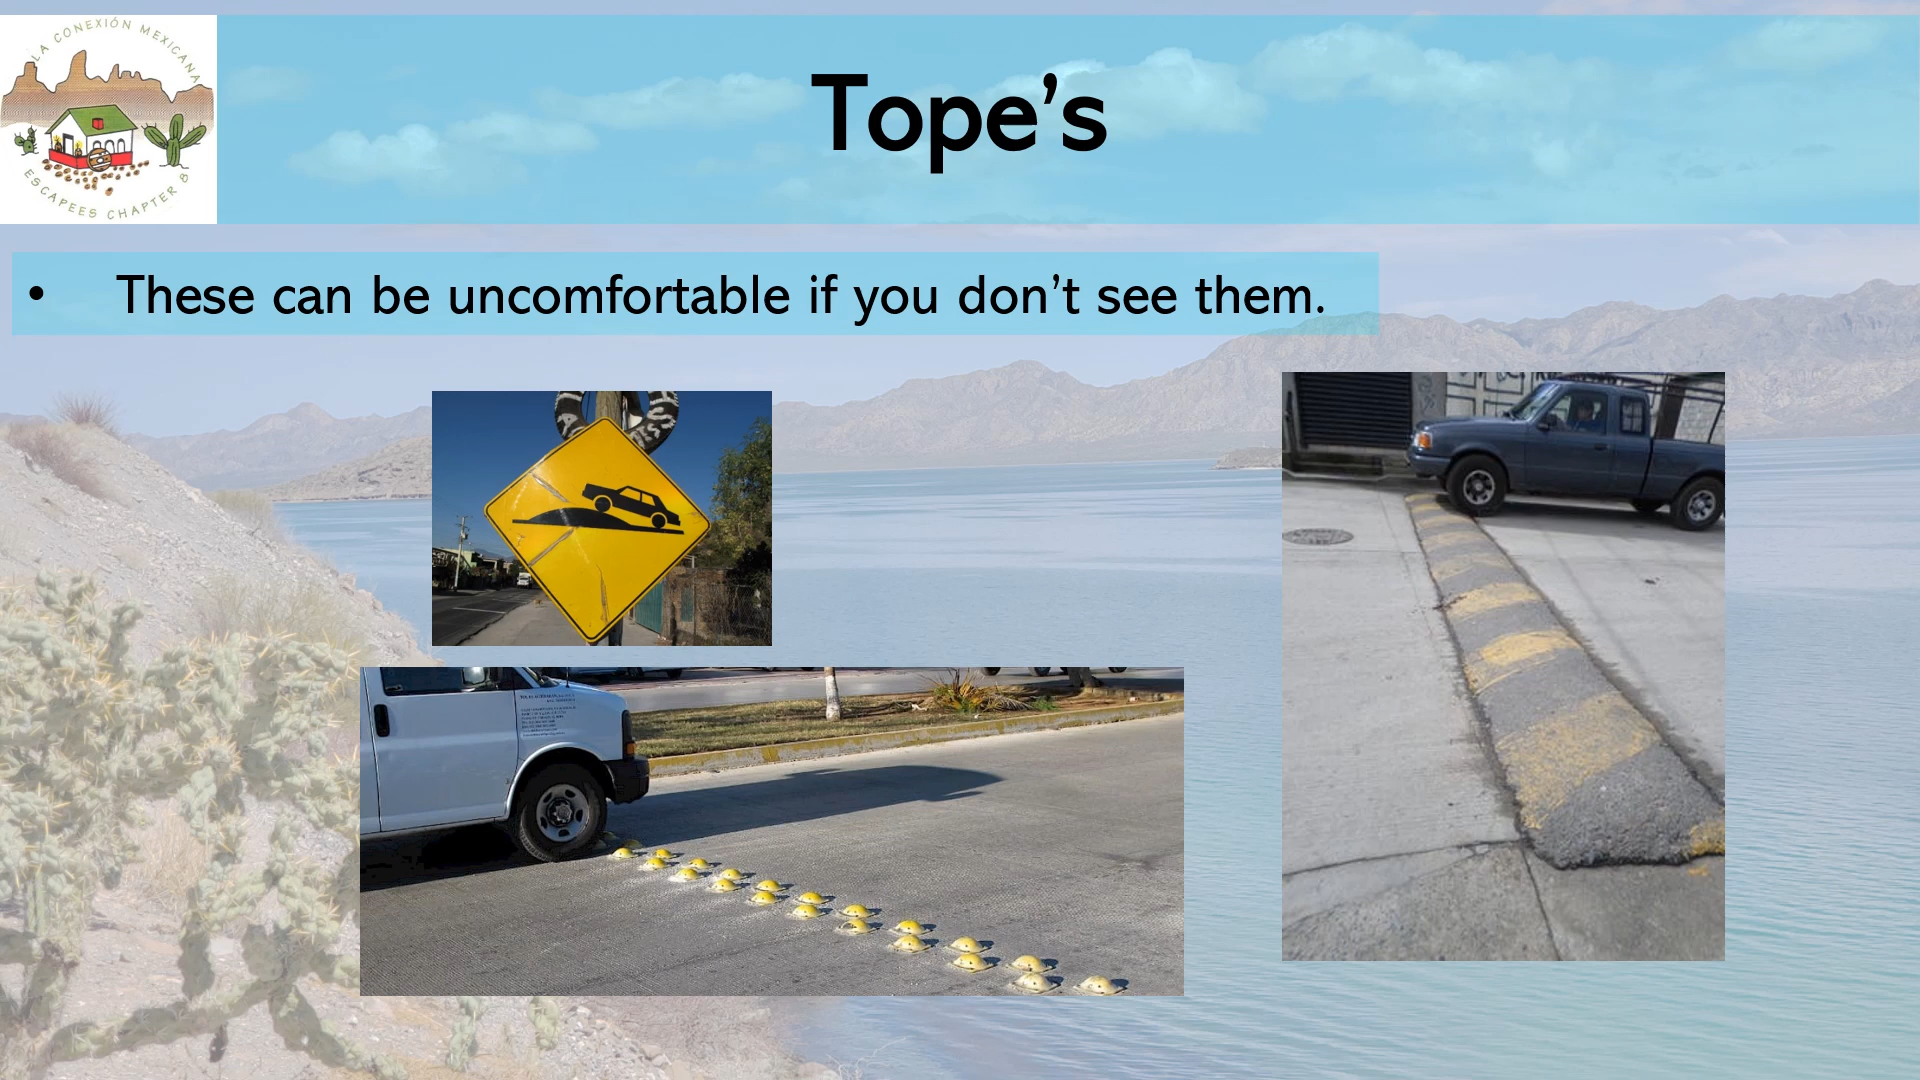 LA CONEXIÓN MEXICANA
ESCAPEES CHAPTER 8
Tope's
• These can be uncomfortable if you don't see them.